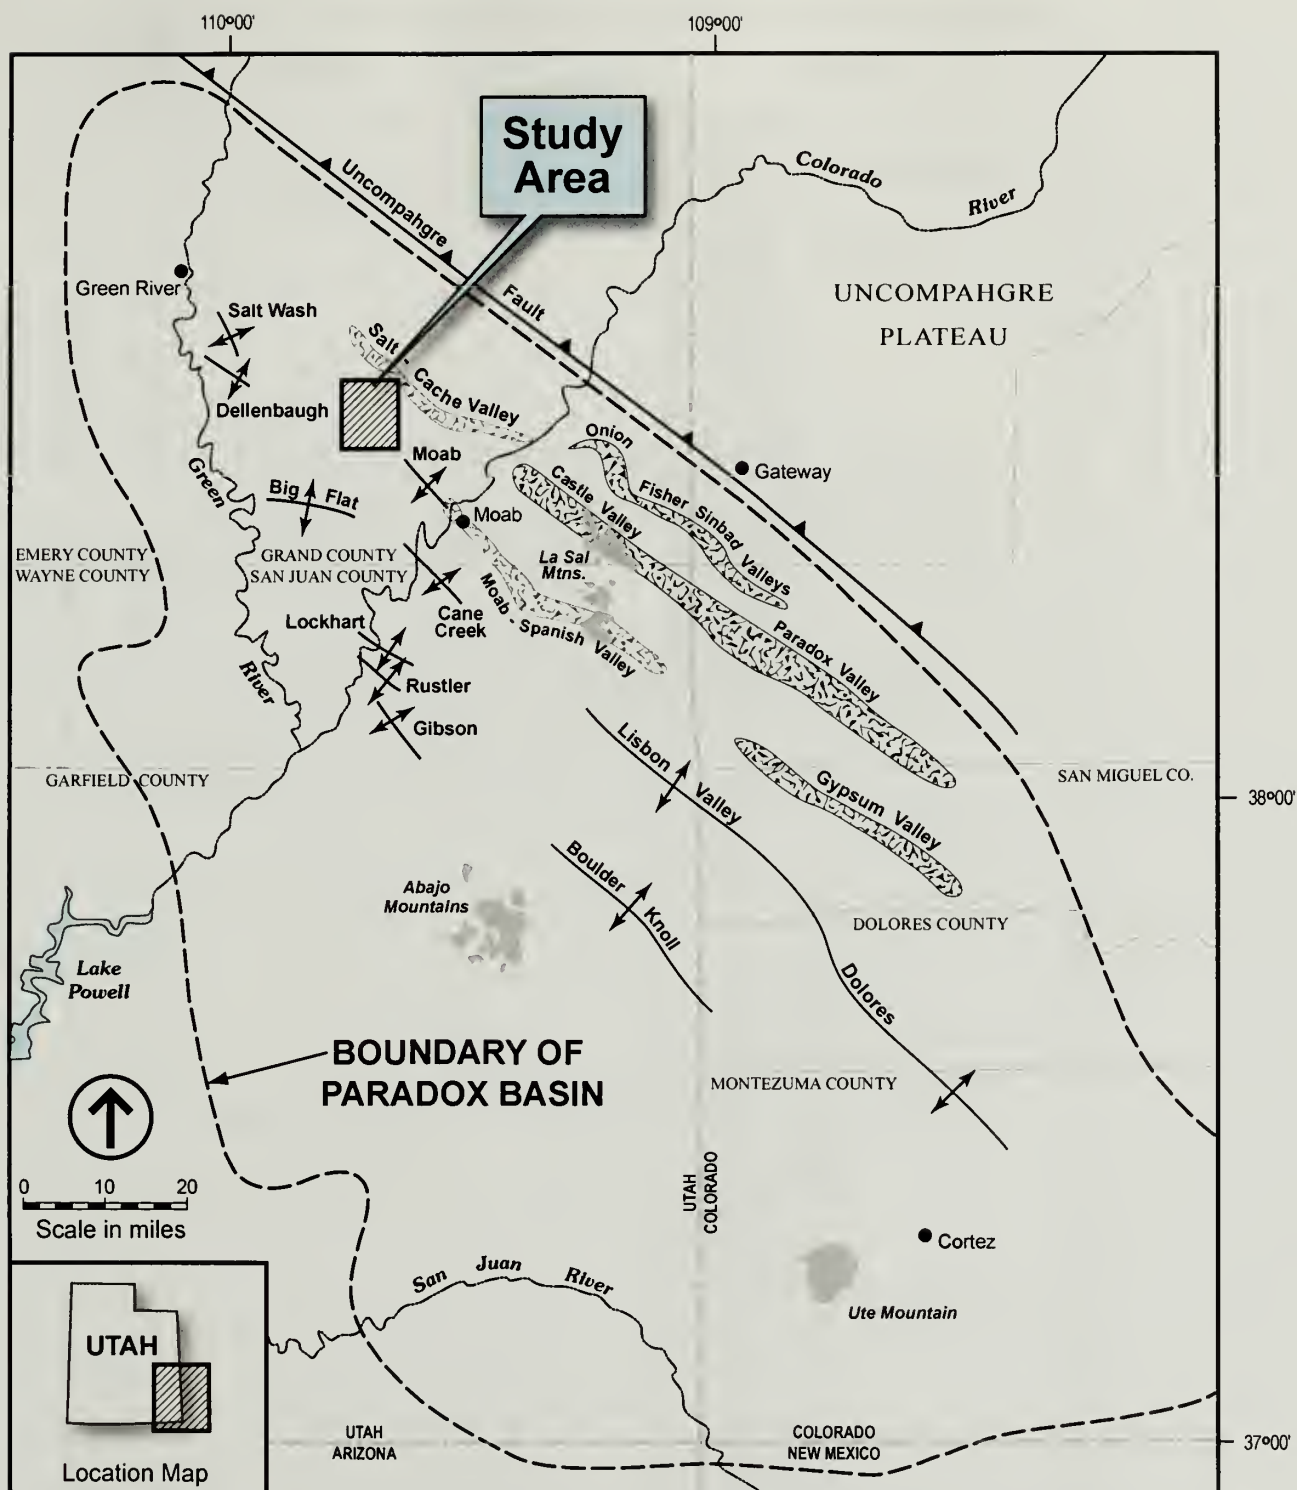 110°00'
109°00'
Study
Area
Uncompahgre
Fault
Colorado
River
Green River
UNCOMPAHGRE
PLATEAU
Salt Wash
Salt - Cache Valley
Dellenbaugh
Onion
Fisher Sinbad Valleys
Gateway
Moab
Green
River
Big Flat
Castle Valley
Moab
EMERY COUNTY
WAYNE COUNTY
GRAND COUNTY
SAN JUAN COUNTY
La Sal
Mtns.
Moab - Spanish Valley
Cane
Creek
Lockhart
Paradox Valley
Rustler
Gibson
Lisbon Valley
GARFIELD COUNTY
SAN MIGUEL CO.
38°00'
Gypsum Valley
Boulder Knoll
Abajo
Mountains
DOLORES COUNTY
Lake
Powell
Dolores
BOUNDARY OF
PARADOX BASIN
MONTEZUMA COUNTY
0 10 20
Scale in miles
UTAH
COLORADO
Cortez
San Juan River
Ute Mountain
UTAH
Location Map
UTAH
ARIZONA
COLORADO
NEW MEXICO
37°00'